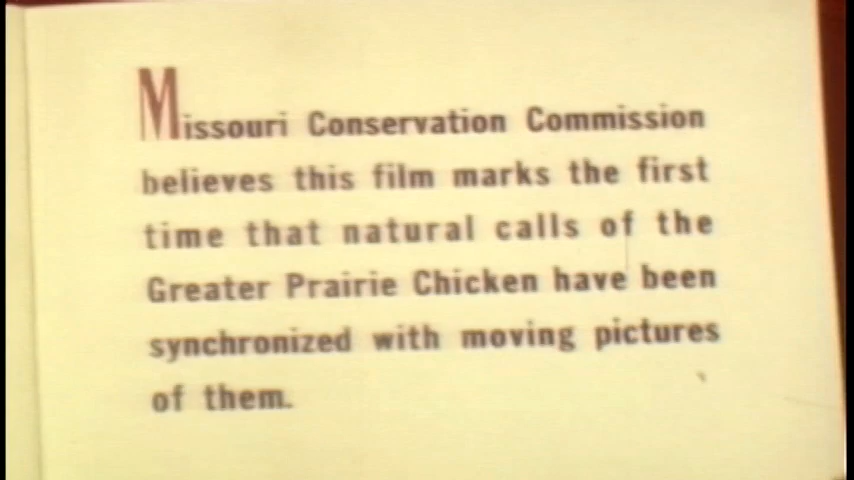 Missouri Conservation Commission
believes this film marks the first
time that natural calls of the
Greater Prairie Chicken have been
synchronized with moving pictures
of them.